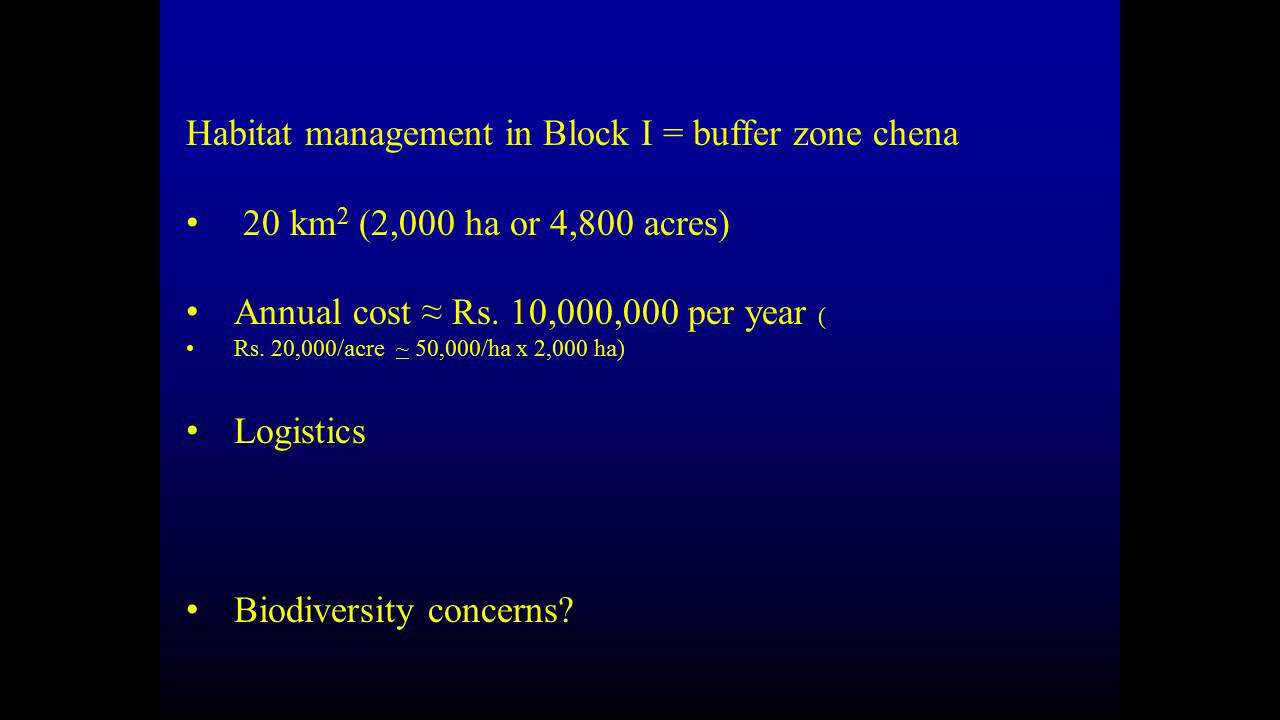 Habitat management in Block I = buffer zone chena
• 20 km² (2,000 ha or 4,800 acres)
• Annual cost ≈ Rs. 10,000,000 per year (
• Rs. 20,000/acre ~ 50,000/ha x 2,000 ha)
• Logistics
• Biodiversity concerns?